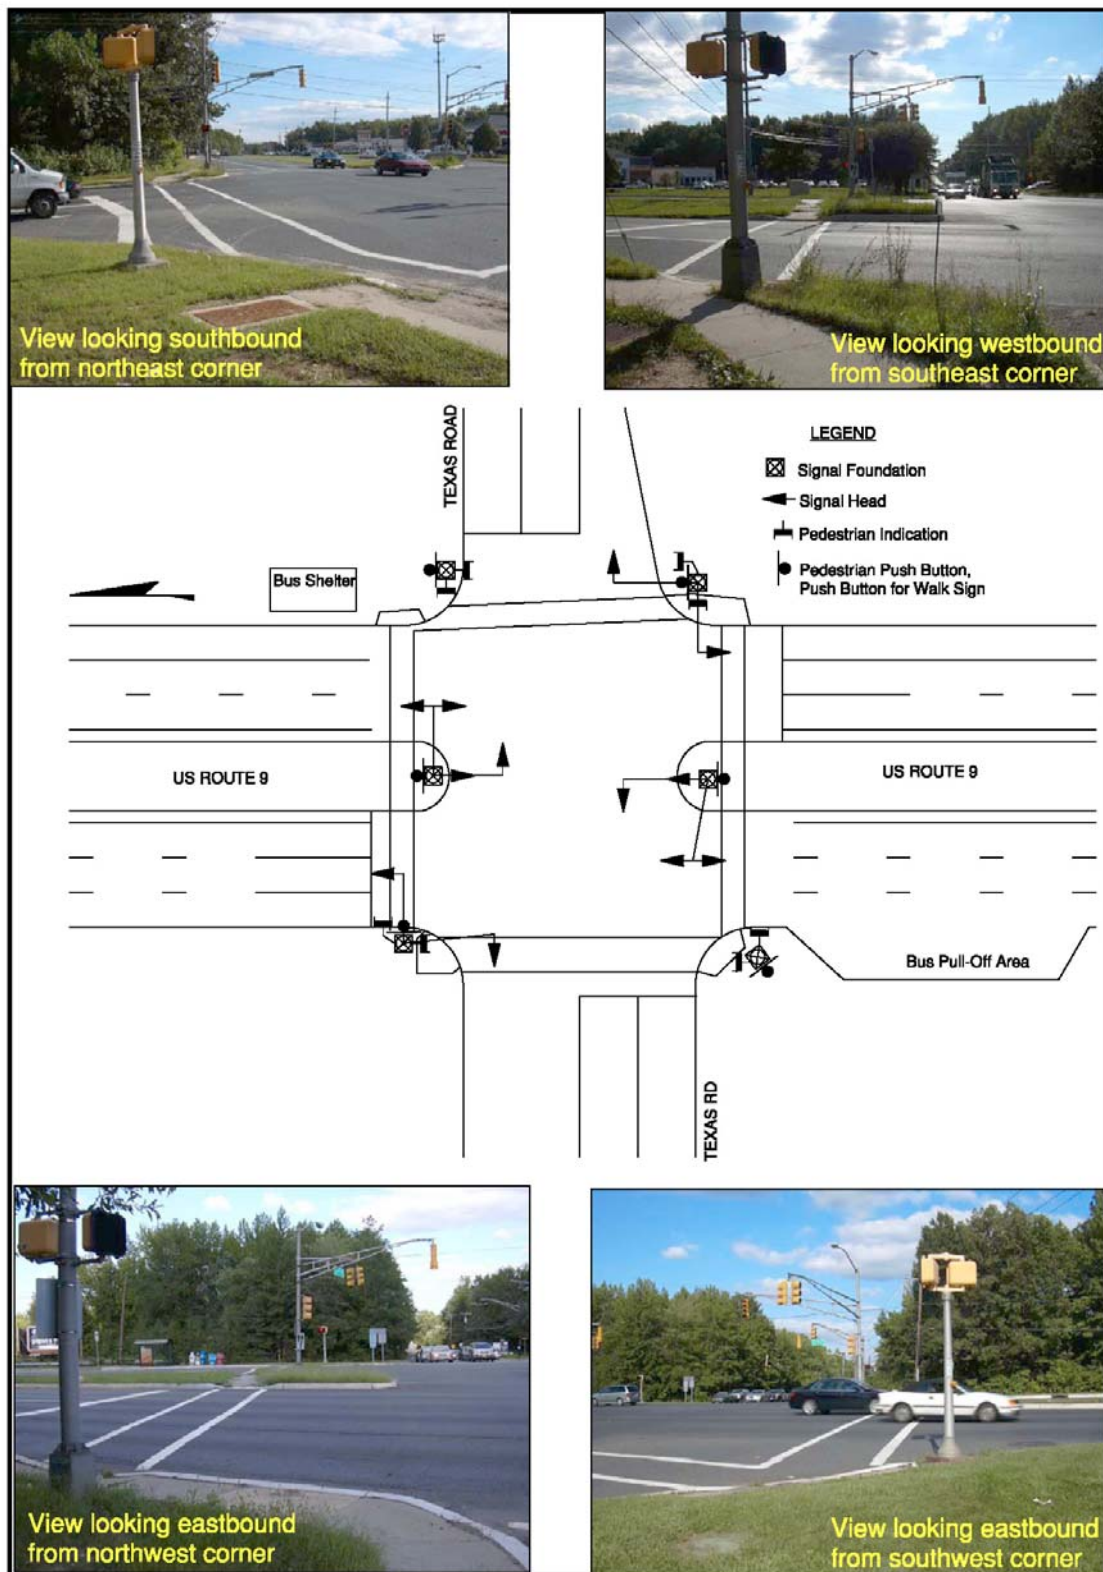 View looking southbound
from northeast corner
View looking westbound
from southeast corner
TEXAS ROAD
LEGEND
Signal Foundation
Signal Head
Pedestrian Indication
Pedestrian Push Button,
Push Button for Walk Sign
Bus Shelter
US ROUTE 9
US ROUTE 9
Bus Pull-Off Area
TEXAS RD
View looking eastbound
from northwest corner
View looking eastbound
from southwest corner